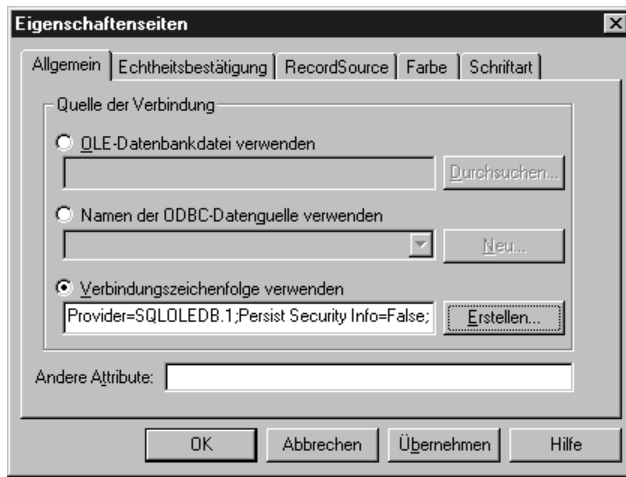 Eigenschaftenseiten
Allgemein Echtheitsbestätigung RecordSource Farbe Schriftart
Quelle der Verbindung
OLE-Datenbankdatei verwenden
Durchsuchen...
Namen der ODBC-Datenguelle verwenden
Neu...
Verbindungszeichenfolge verwenden
Provider=SQLOLEDB.1;Persist Security Info=False; Erstellen...
Andere Attribute:
OK Abbrechen Übernehmen Hilfe